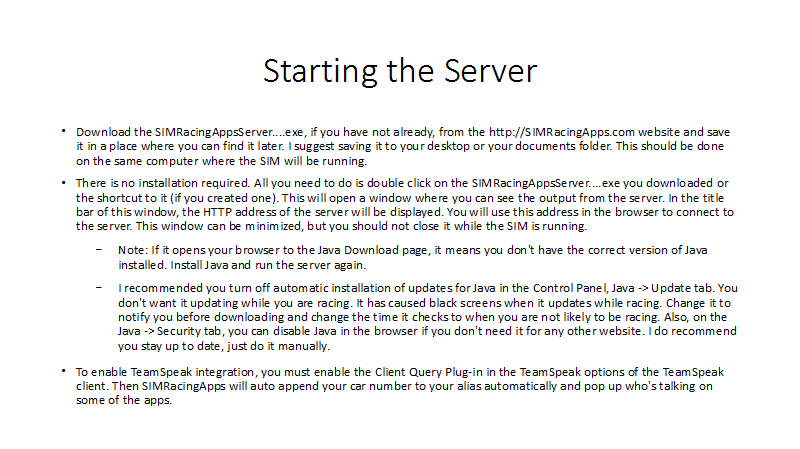 Starting the Server
• Download the SIMRacingAppsServer....exe, if you have not already, from the http://SIMRacingApps.com website and save
it in a place where you can find it later. I suggest saving it to your desktop or your documents folder. This should be done
on the same computer where the SIM will be running.
• There is no installation required. All you need to do is double click on the SIMRacingAppsServer....exe you downloaded or
the shortcut to it (if you created one). This will open a window where you can see the output from the server. In the title
bar of this window, the HTTP address of the server will be displayed. You will use this address in the browser to connect to
the server. This window can be minimized, but you should not close it while the SIM is running.
– Note: If it opens your browser to the Java Download page, it means you don't have the correct version of Java
installed. Install Java and run the server again.
– I recommended you turn off automatic installation of updates for Java in the Control Panel, Java -> Update tab. You
don't want it updating while you are racing. It has caused black screens when it updates while racing. Change it to
notify you before downloading and change the time it checks to when you are not likely to be racing. Also, on the
Java -> Security tab, you can disable Java in the browser if you don't need it for any other website. I do recommend
you stay up to date, just do it manually.
• To enable TeamSpeak integration, you must enable the Client Query Plug-in in the TeamSpeak options of the TeamSpeak
client. Then SIMRacingApps will auto append your car number to your alias automatically and pop up who's talking on
some of the apps.